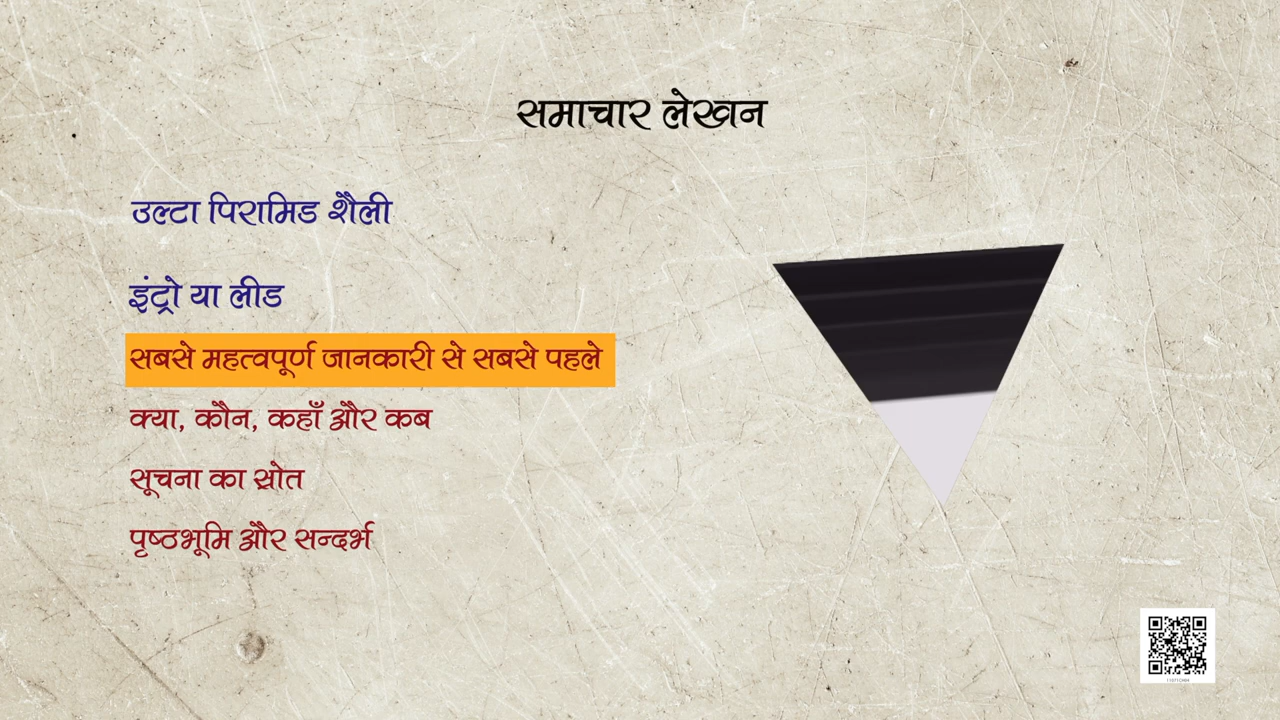 समाचार लेखन
उल्टा पिरामिड शैली
इंट्रो या लीड
सबसे महत्वपूर्ण जानकारी से सबसे पहले
क्या, कौन, कहाँ और कब
सूचना का स्रोत
पृष्ठभूमि और सन्दर्भ